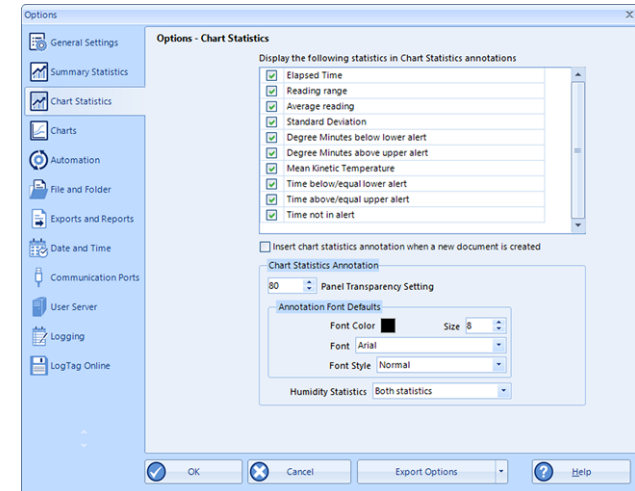 Options
General Settings
Summary Statistics
Chart Statistics
Charts
Automation
File and Folder
Exports and Reports
Date and Time
Communication Ports
User Server
Logging
LogTag Online
Options - Chart Statistics
Display the following statistics in Chart Statistics annotations
Elapsed Time
Reading range
Average reading
Standard Deviation
Degree Minutes below lower alert
Degree Minutes above upper alert
Mean Kinetic Temperature
Time below/equal lower alert
Time above/equal upper alert
Time not in alert
Insert chart statistics annotation when a new document is created
Chart Statistics Annotation
80 Panel Transparency Setting
Annotation Font Defaults
Font Color Size 8
Font Arial
Font Style Normal
Humidity Statistics Both statistics
OK Cancel Export Options Help